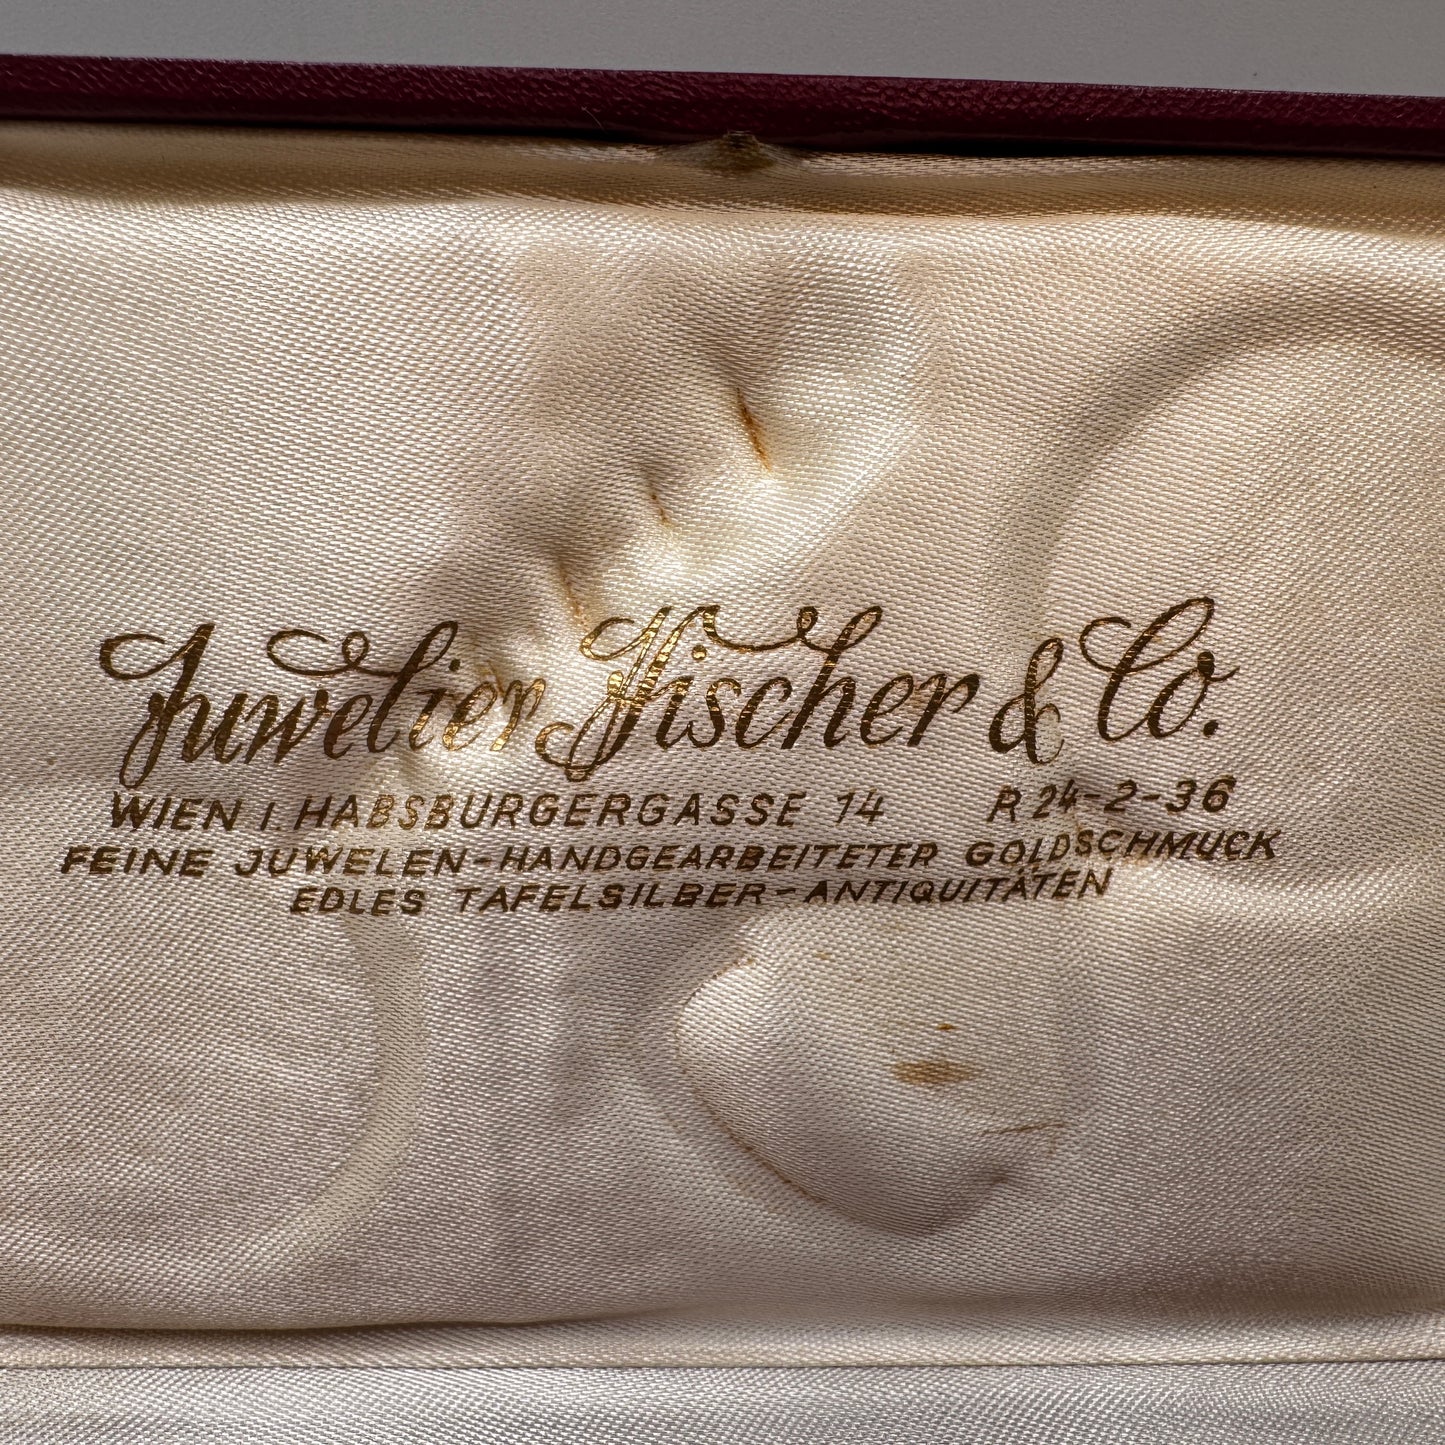 Juwelier Fischer & Co.
WIEN I. HABSBURGERGASSE 14 R 24-2-36
FEINE JUWELEN-HANDGEARBEITETER GOLDSCHMUCK
EDLES TAFELSILBER-ANTIQUITÄTEN